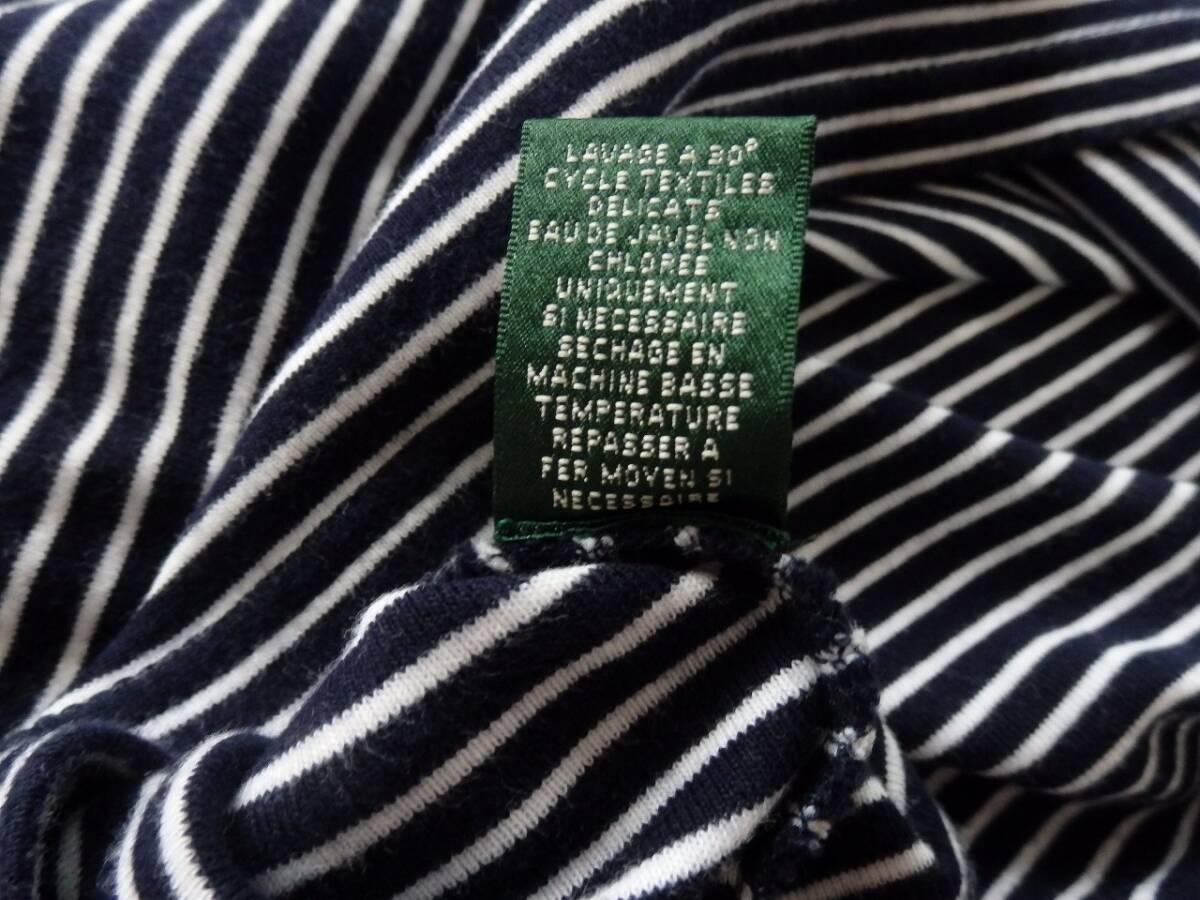 LAVAGE A 30°
CYCLE TEXTILES
DELICATS
EAU DE JAVEL NON
CHLOREE
UNIQUEMENT
SI NECESSAIRE
SECHAGE EN
MACHINE BASSE
TEMPERATURE
REPASSER A
FER MOYEN SI
NECESSAIRE